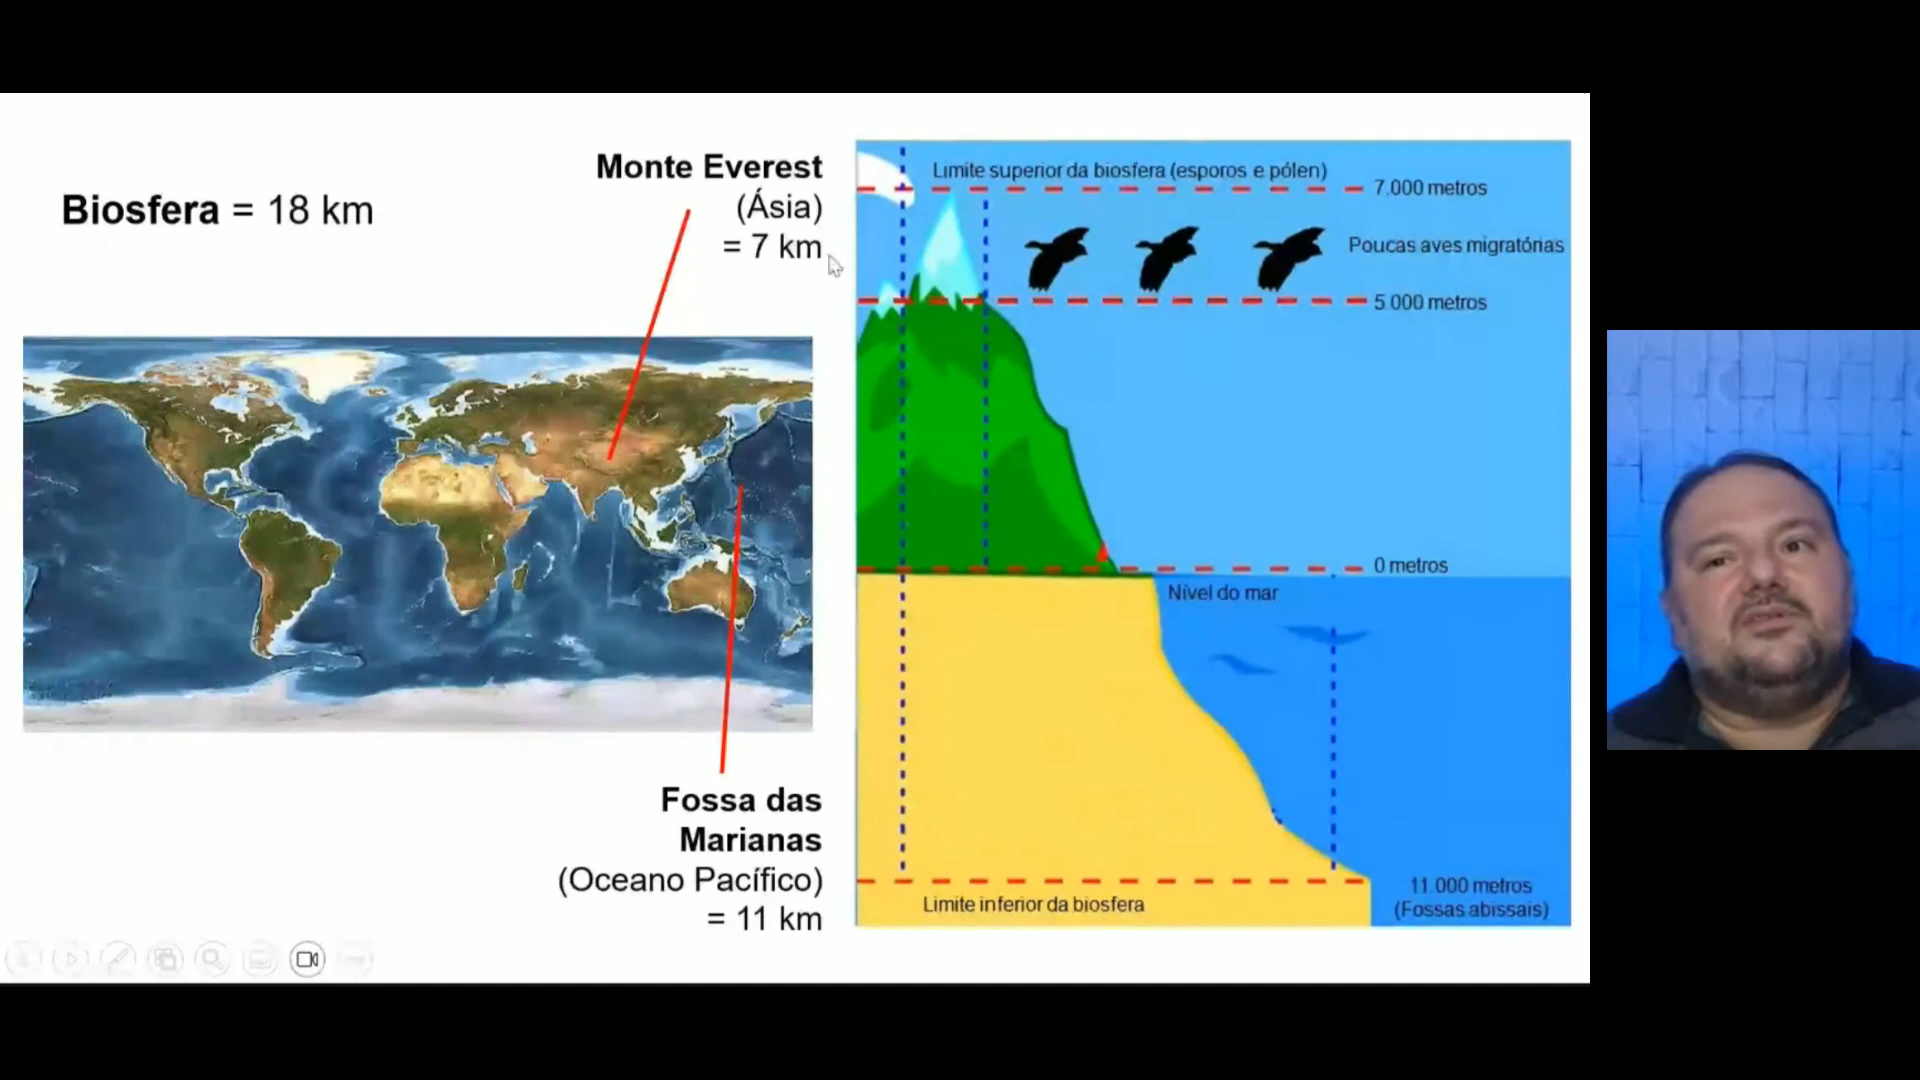 Biosfera = 18 km
Monte Everest
(Ásia)
= 7 km
Fossa das
Marianas
(Oceano Pacífico)
= 11 km
Limite superior da biosfera (esporos e pólen)
7.000 metros
Poucas aves migratórias
5.000 metros
0 metros
Nível do mar
11.000 metros
(Fossas abissais)
Limite inferior da biosfera